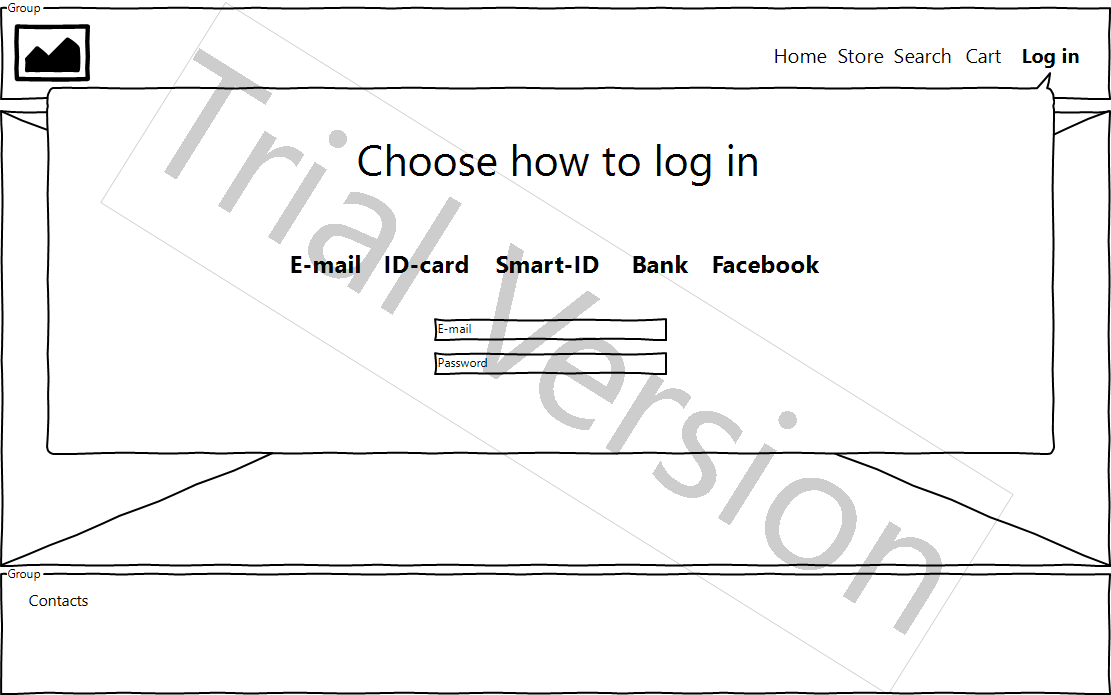 Group
Home Store Search Cart Log in
Choose how to log in
E-mail ID-card Smart-ID Bank Facebook
E-mail
Password
Group
Contacts
Trial Version